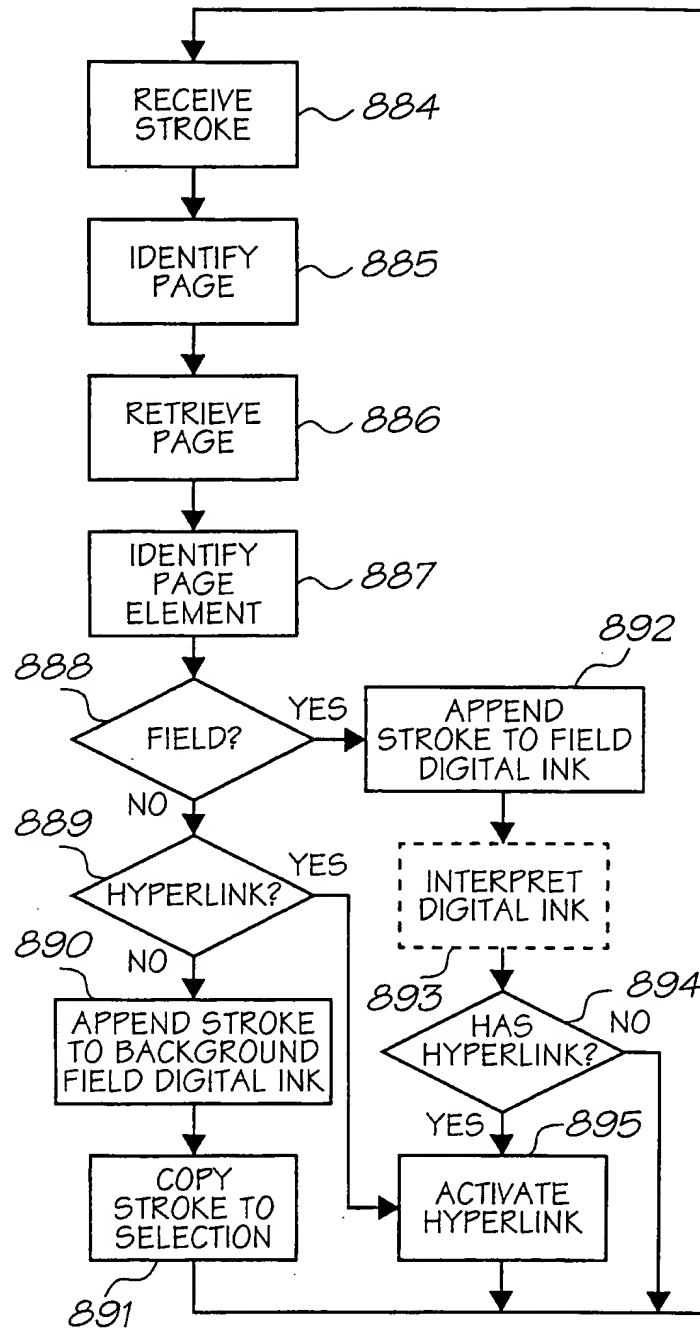 RECEIVE
STROKE
884
IDENTIFY
PAGE
885
RETRIEVE
PAGE
886
IDENTIFY
PAGE
ELEMENT
887
888
FIELD?
YES
NO
892
APPEND
STROKE TO FIELD
DIGITAL INK
889
HYPERLINK?
YES
NO
INTERPRET
DIGITAL INK
893
890
APPEND STROKE
TO BACKGROUND
FIELD DIGITAL INK
894
HAS
HYPERLINK?
NO
YES
895
COPY
STROKE TO
SELECTION
891
ACTIVATE
HYPERLINK